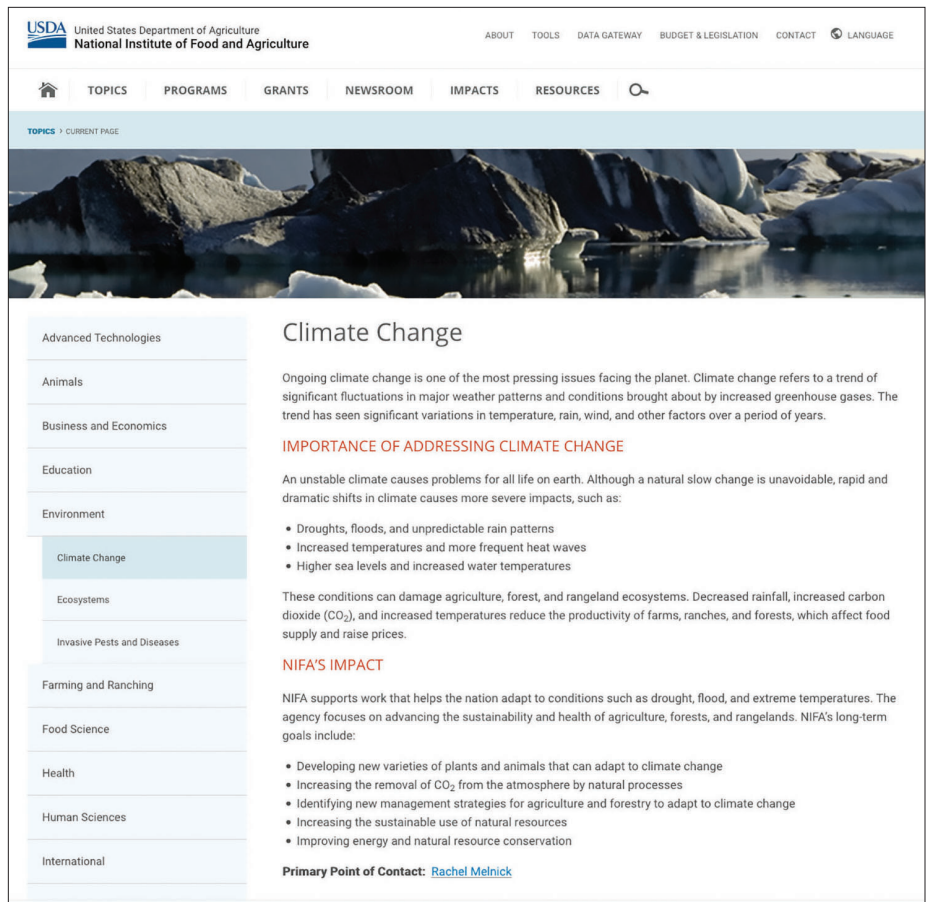 USDA
United States Department of Agriculture
National Institute of Food and Agriculture
ABOUT TOOLS DATA GATEWAY BUDGET & LEGISLATION CONTACT LANGUAGE
TOPICS PROGRAMS GRANTS NEWSROOM IMPACTS RESOURCES
TOPICS > CURRENT PAGE
Advanced Technologies
Animals
Business and Economics
Education
Environment
Climate Change
Ecosystems
Invasive Pests and Diseases
Farming and Ranching
Food Science
Health
Human Sciences
International
Climate Change
Ongoing climate change is one of the most pressing issues facing the planet. Climate change refers to a trend of
significant fluctuations in major weather patterns and conditions brought about by increased greenhouse gases. The
trend has seen significant variations in temperature, rain, wind, and other factors over a period of years.
IMPORTANCE OF ADDRESSING CLIMATE CHANGE
An unstable climate causes problems for all life on earth. Although a natural slow change is unavoidable, rapid and
dramatic shifts in climate causes more severe impacts, such as:
• Droughts, floods, and unpredictable rain patterns
• Increased temperatures and more frequent heat waves
• Higher sea levels and increased water temperatures
These conditions can damage agriculture, forest, and rangeland ecosystems. Decreased rainfall, increased carbon
dioxide (CO₂), and increased temperatures reduce the productivity of farms, ranches, and forests, which affect food
supply and raise prices.
NIFA'S IMPACT
NIFA supports work that helps the nation adapt to conditions such as drought, flood, and extreme temperatures. The
agency focuses on advancing the sustainability and health of agriculture, forests, and rangelands. NIFA's long-term
goals include:
• Developing new varieties of plants and animals that can adapt to climate change
• Increasing the removal of CO₂ from the atmosphere by natural processes
• Identifying new management strategies for agriculture and forestry to adapt to climate change
• Increasing the sustainable use of natural resources
• Improving energy and natural resource conservation
Primary Point of Contact: Rachel Melnick